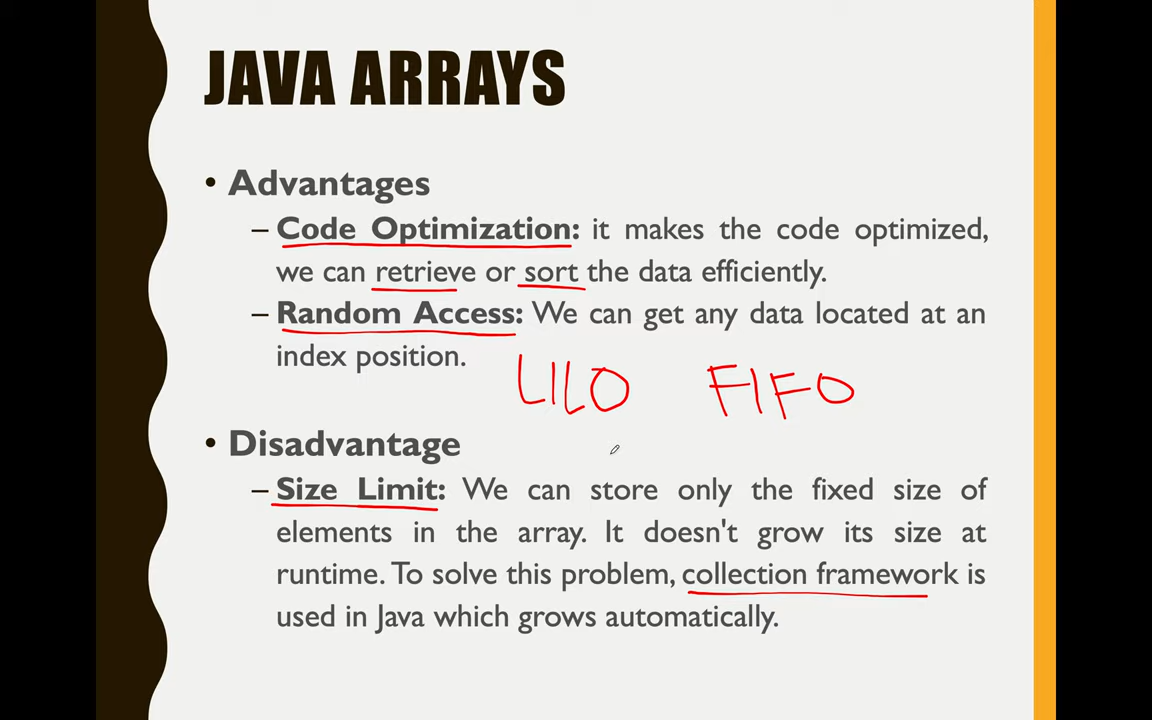 JAVA ARRAYS
• Advantages
– Code Optimization: it makes the code optimized,
we can retrieve or sort the data efficiently.
– Random Access: We can get any data located at an
index position.
LILO FIFO
• Disadvantage
– Size Limit: We can store only the fixed size of
elements in the array. It doesn't grow its size at
runtime. To solve this problem, collection framework is
used in Java which grows automatically.